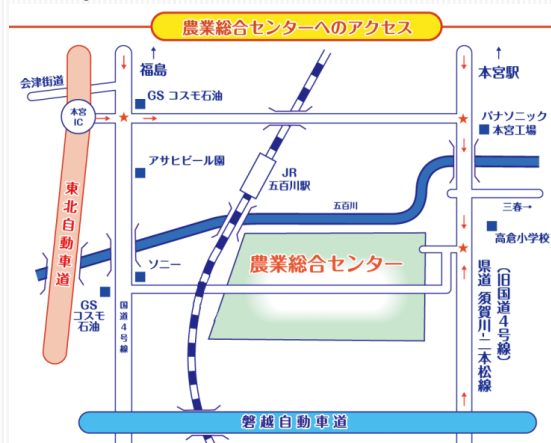 農業総合センターへのアクセス
会津街道
福島
本宮駅
GS コスモ石油
本宮
IC
パナソニック
本宮工場
アサヒビール園
JR
五百川駅
五百川
三春→
高倉小学校
東北自動車道
農業総合センター
ソニー
GS
コスモ
石油
国道4号線
県道 須賀川-二本松線
(旧国道4号線)
磐越自動車道